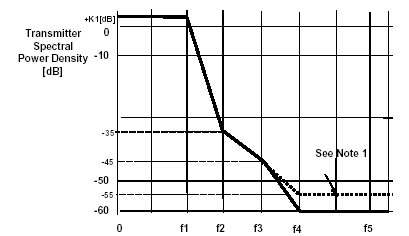 +K1[dB]
Transmitter
Spectral
Power Density
[dB]
0
-10
-35
-45
-50
-55
-60
See Note 1
0 f1 f2 f3 f4 f5